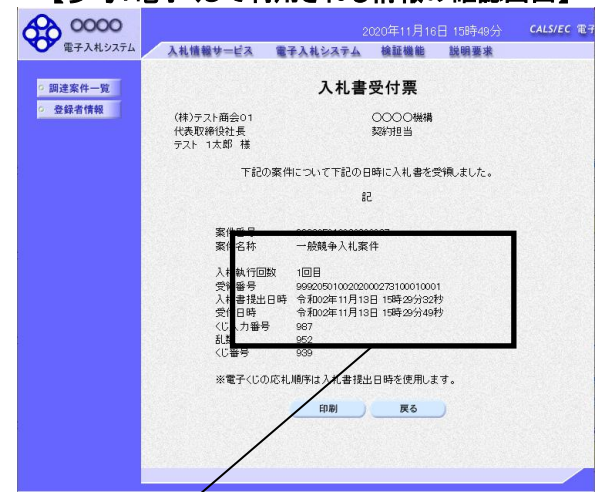 〇〇〇〇
電子入札システム
2020年11月16日 15時49分
CALS/EC 電子
入札情報サービス 電子入札システム 検証機能 説明要求
調達案件一覧
登録者情報
入札書受付票
(株)テスト商会01
代表取締役社長
テスト 1太郎 様
〇〇〇〇機構
契約担当
下記の案件について下記の日時に入札書を受領しました。
記
案件名称 一般競争入札案件
入札執行回数 1回目
受領番号 9992050100202000273100010001
入札書提出日時 令和02年11月13日 15時29分32秒
受付日時 令和02年11月13日 15時29分49秒
くじ入力番号 987
乱数 952
くじ番号 939
※電子くじの応札順序は入札書提出日時を使用します。
印刷 戻る